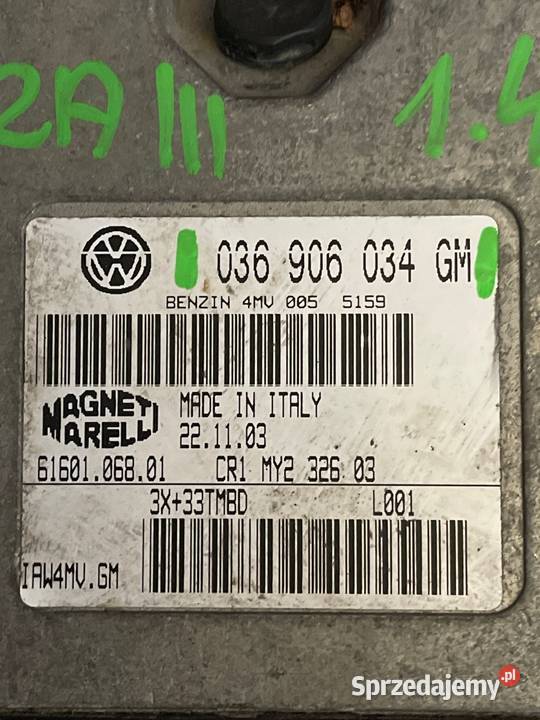 ZA III 1.4
036 906 034 GM
BENZIN 4MV 005 5159
MAGNETI
MARELLI
MADE IN ITALY
22.11.03
61601.068.01 CR1 MY2 326 03
3X+33TMBD L001
IAW4MV.GM
Sprzedajemy.pl